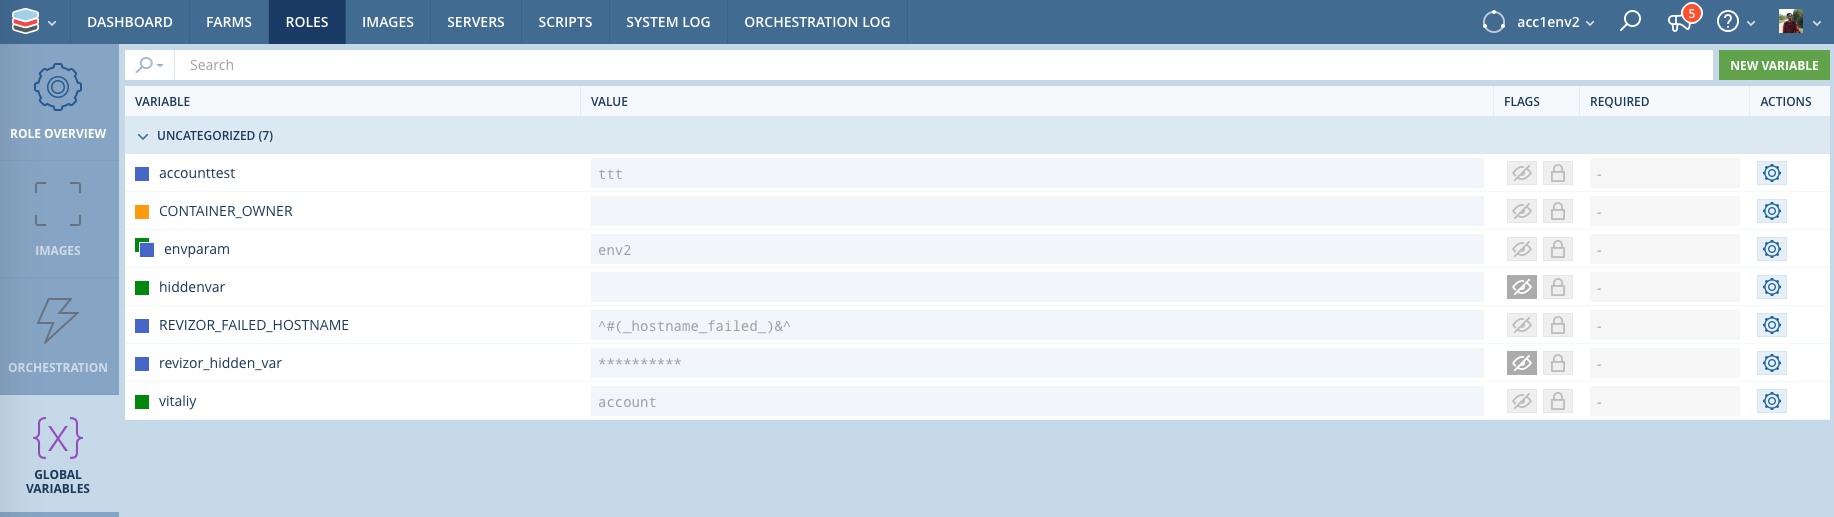 DASHBOARD FARMS ROLES IMAGES SERVERS SCRIPTS SYSTEM LOG ORCHESTRATION LOG acc1env2 5
Search NEW VARIABLE
ROLE OVERVIEW
IMAGES
ORCHESTRATION
{X}
GLOBAL
VARIABLES
VARIABLE VALUE FLAGS REQUIRED ACTIONS
UNCATEGORIZED (7)
accounttest ttt -
CONTAINER_OWNER -
envparam env2 -
hiddenvar -
REVIZOR_FAILED_HOSTNAME ^#(_hostname_failed_)&^ -
revizor_hidden_var ********** -
vitaliy account -